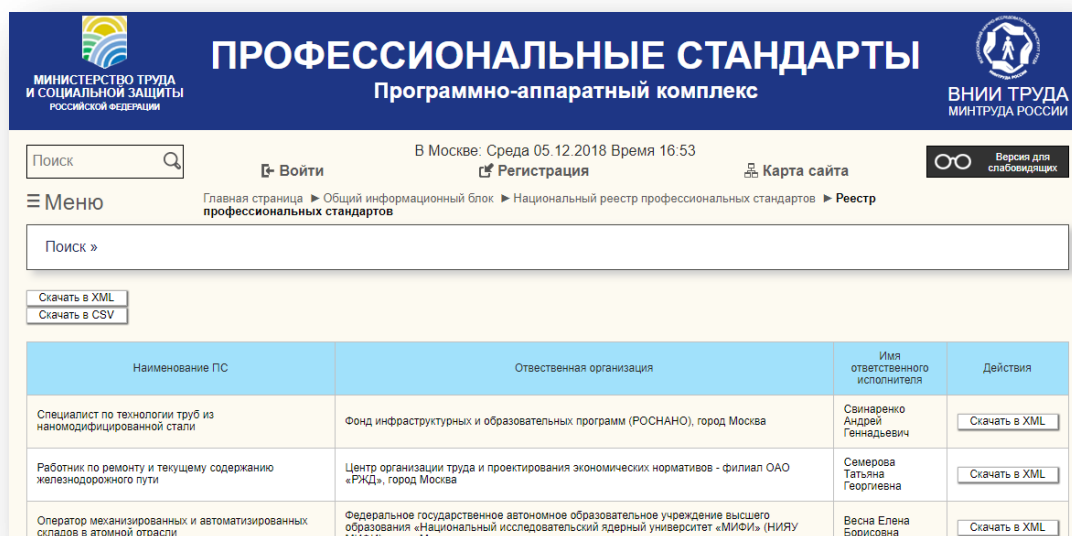 МИНИСТЕРСТВО ТРУДА
И СОЦИАЛЬНОЙ ЗАЩИТЫ
РОССИЙСКОЙ ФЕДЕРАЦИИ
ПРОФЕССИОНАЛЬНЫЕ СТАНДАРТЫ
Программно-аппаратный комплекс
ВНИИ ТРУДА
МИНТРУДА РОССИИ
Поиск
В Москве: Среда 05.12.2018 Время 16:53
Войти
Регистрация
Карта сайта
Версия для
слабовидящих
Меню
Главная страница ► Общий информационный блок ► Национальный реестр профессиональных стандартов ► Реестр
профессиональных стандартов
Поиск »
Скачать в XML
Скачать в CSV
Наименование ПС
Отвественная организация
Имя
ответственного
исполнителя
Действия
Специалист по технологии труб из
наномодифицированной стали
Фонд инфраструктурных и образовательных программ (РОСНАНО), город Москва
Свинаренко
Андрей
Геннадьевич
Скачать в XML
Работник по ремонту и текущему содержанию
железнодорожного пути
Центр организации труда и проектирования экономических нормативов - филиал ОАО
«РЖД», город Москва
Семерова
Татьяна
Георгиевна
Скачать в XML
Оператор механизированных и автоматизированных
складов в атомной отрасли
Федеральное государственное автономное образовательное учреждение высшего
образования «Национальный исследовательский ядерный университет «МИФИ» (НИЯУ
Весна Елена
Борисовна
Скачать в XML